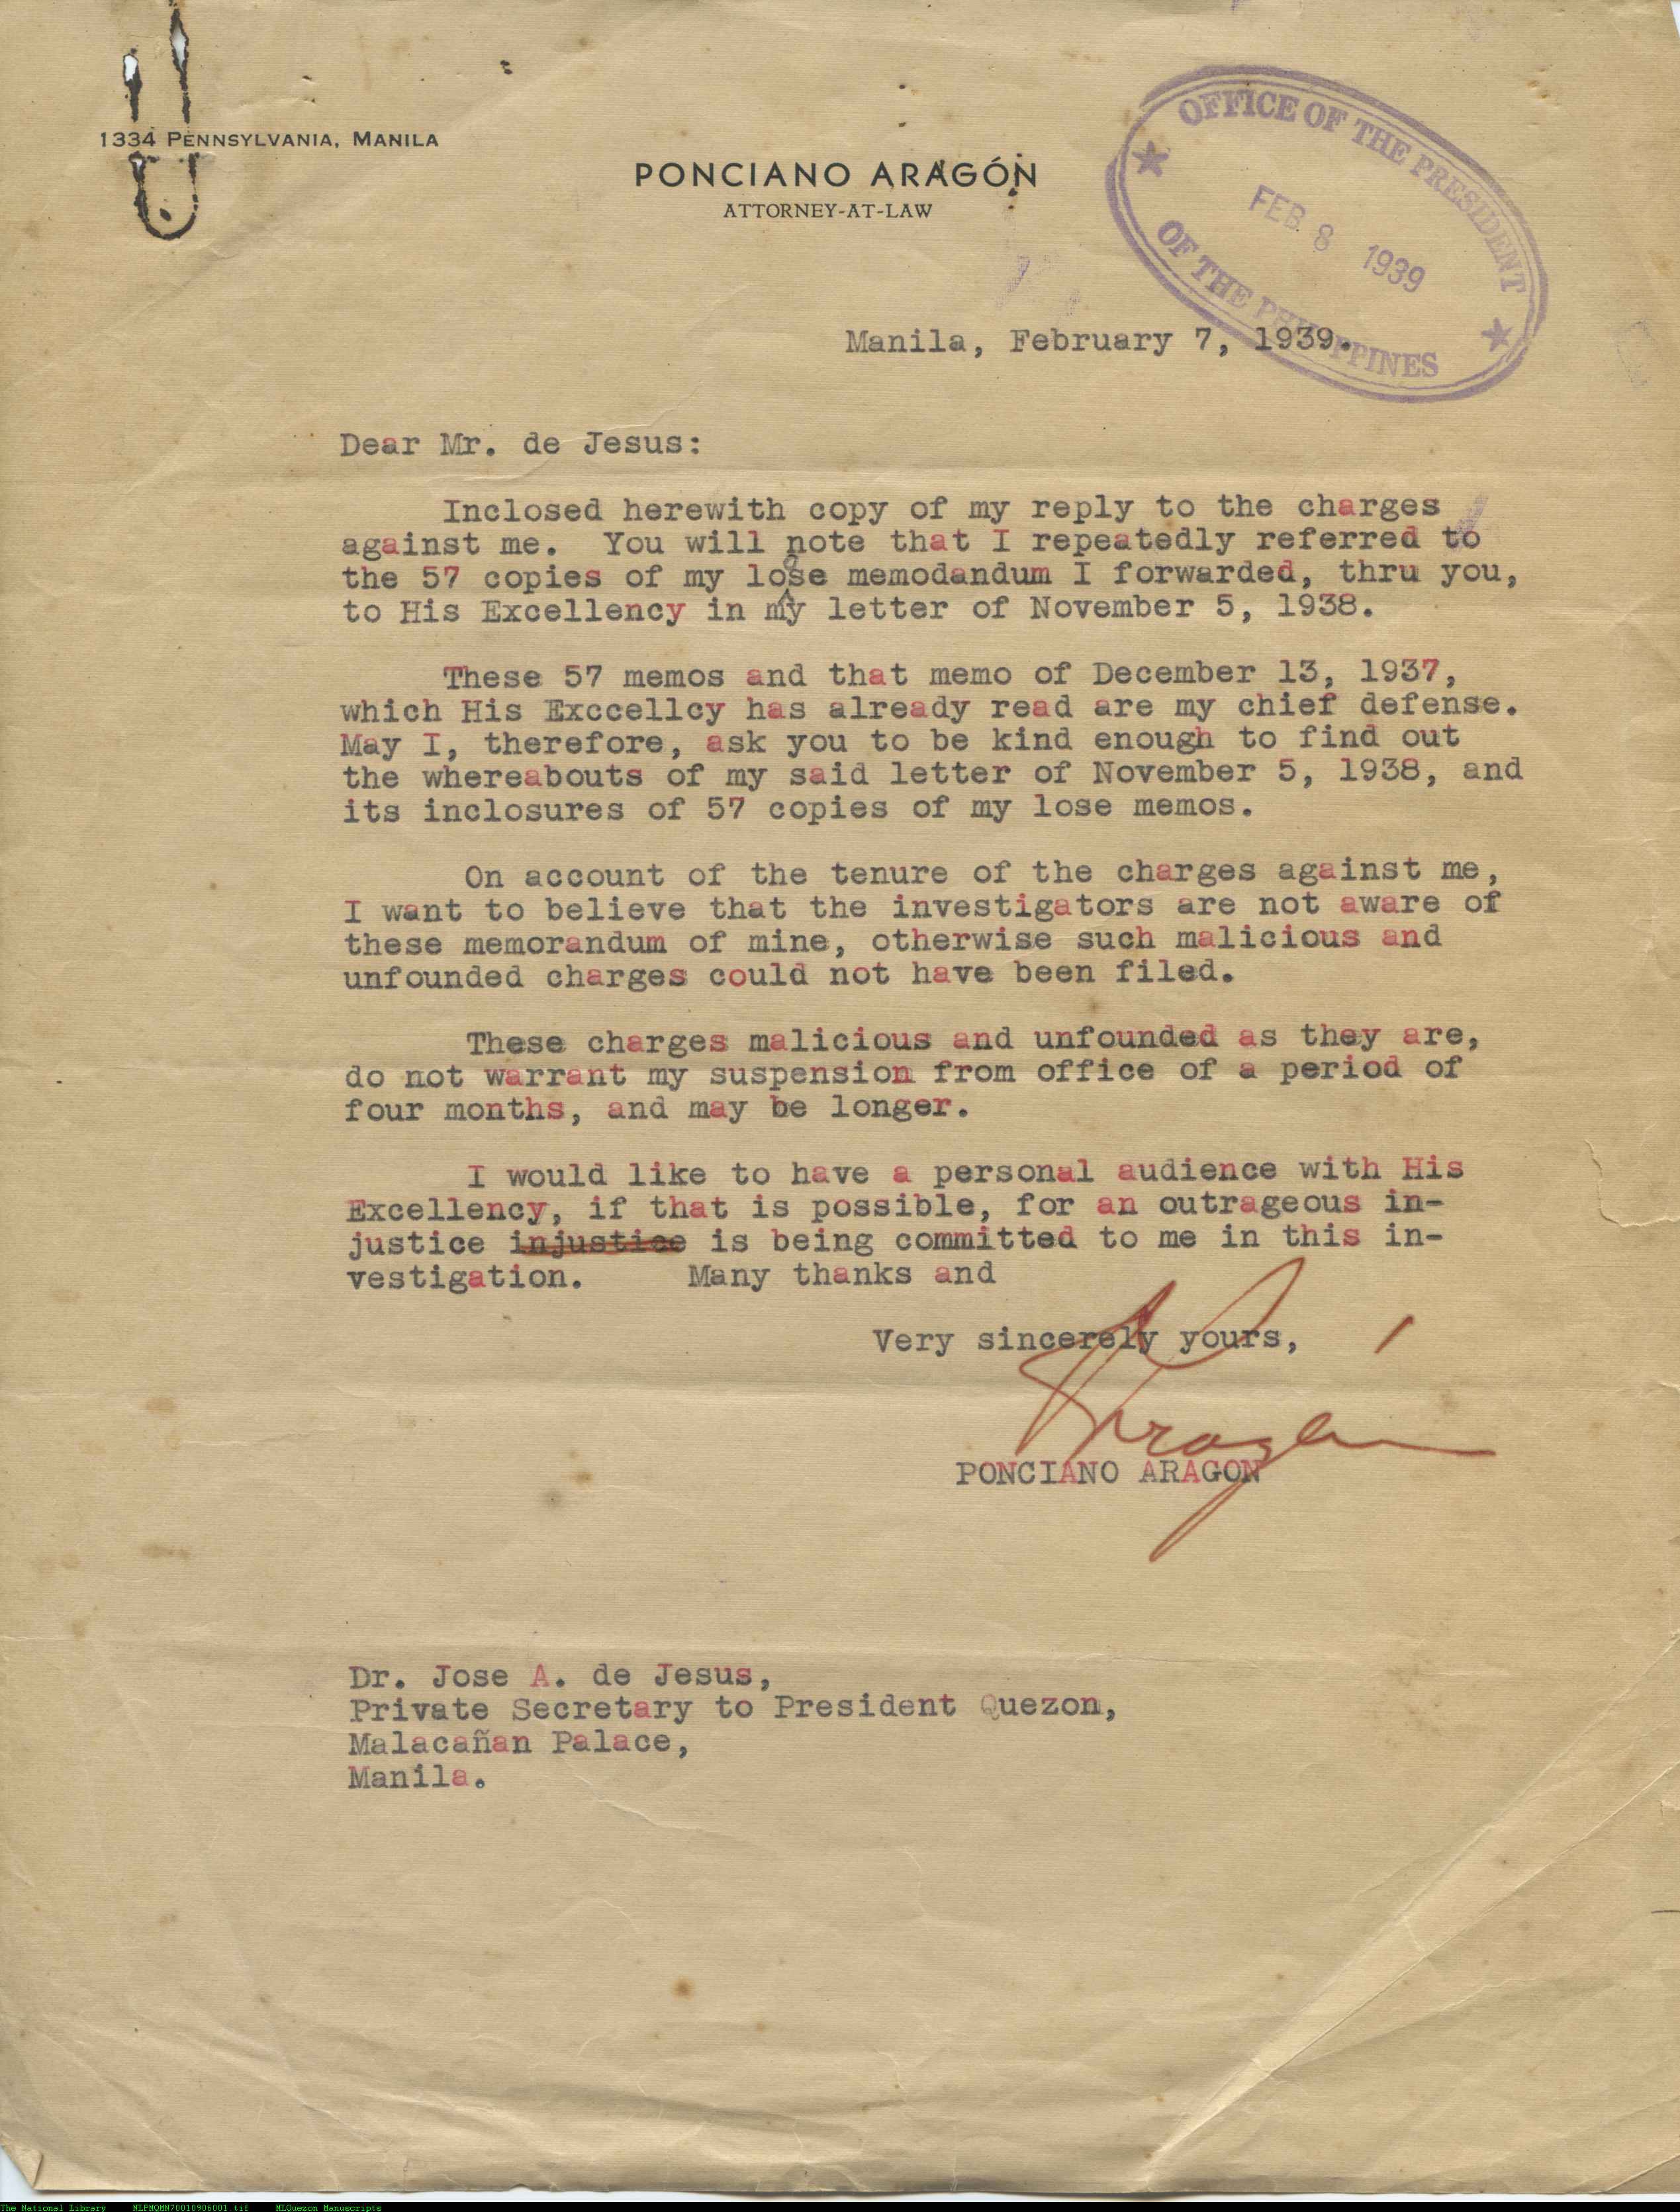 1334 PENNSYLVANIA, MANILA
PONCIANO ARAGÓN
ATTORNEY-AT-LAW
OFFICE OF THE PRESIDENT
FEB 8 1939
OF THE PHILIPPINES
Manila, February 7, 1939.
Dear Mr. de Jesus:
Inclosed herewith copy of my reply to the charges
against me. You will note that I repeatedly referred to
the 57 copies of my loose memodandum I forwarded, thru you,
to His Excellency in my letter of November 5, 1938.
These 57 memos and that memo of December 13, 1937,
which His Exccellcy has already read are my chief defense.
May I, therefore, ask you to be kind enough to find out
the whereabouts of my said letter of November 5, 1938, and
its inclosures of 57 copies of my lose memos.
On account of the tenure of the charges against me,
I want to believe that the investigators are not aware of
these memorandum of mine, otherwise such malicious and
unfounded charges could not have been filed.
These charges malicious and unfounded as they are,
do not warrant my suspension from office of a period of
four months, and may be longer.
I would like to have a personal audience with His
Excellency, if that is possible, for an outrageous in-
justice injustice is being committed to me in this in-
vestigation. Many thanks and
Very sincerely yours,
PAragón
PONCIANO ARAGON
Dr. Jose A. de Jesus,
Private Secretary to President Quezon,
Malacañan Palace,
Manila.
The National Library NLPMQMN70010906001.tif MLQuezon Manuscripts